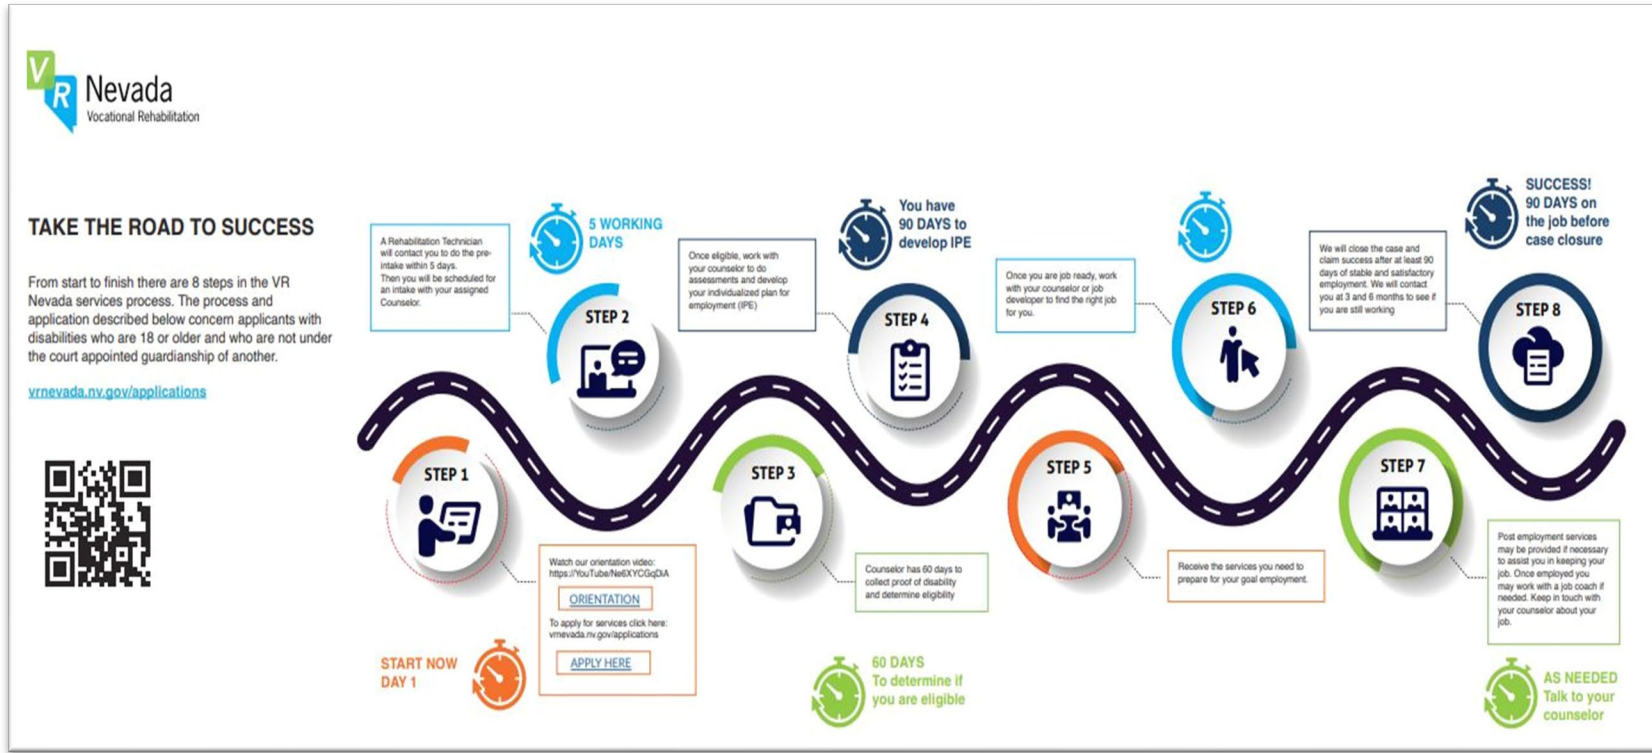 V
R
Nevada
Vocational Rehabilitation
TAKE THE ROAD TO SUCCESS
From start to finish there are 8 steps in the VR
Nevada services process. The process and
application described below concern applicants with
disabilities who are 18 or older and who are not under
the court appointed guardianship of another.
vrnevada.nv.gov/applications
STEP 1
Watch our orientation video:
https://YouTube/Ne6XYCGqDiA
ORIENTATION
To apply for services click here:
vrnevada.nv.gov/applications
APPLY HERE
START NOW
DAY 1
A Rehabilitation Technician
will contact you to do the pre-
intake within 5 days.
Then you will be scheduled for
an intake with your assigned
Counselor.
5 WORKING
DAYS
STEP 2
STEP 3
Counselor has 60 days to
collect proof of disability
and determine eligibility
60 DAYS
To determine if
you are eligible
Once eligible, work with
your counselor to do
assessments and develop
your individualized plan for
employment (IPE)
You have
90 DAYS to
develop IPE
STEP 4
STEP 5
Receive the services you need to
prepare for your goal employment.
Once you are job ready, work
with your counselor or job
developer to find the right job
for you.
STEP 6
STEP 7
Post employment services
may be provided if necessary
to assist you in keeping your
job. Once employed you
may work with a job coach if
needed. Keep in touch with
your counselor about your
job.
AS NEEDED
Talk to your
counselor
We will close the case and
claim success after at least 90
days of stable and satisfactory
employment. We will contact
you at 3 and 6 months to see if
you are still working
SUCCESS!
90 DAYS on
the job before
case closure
STEP 8